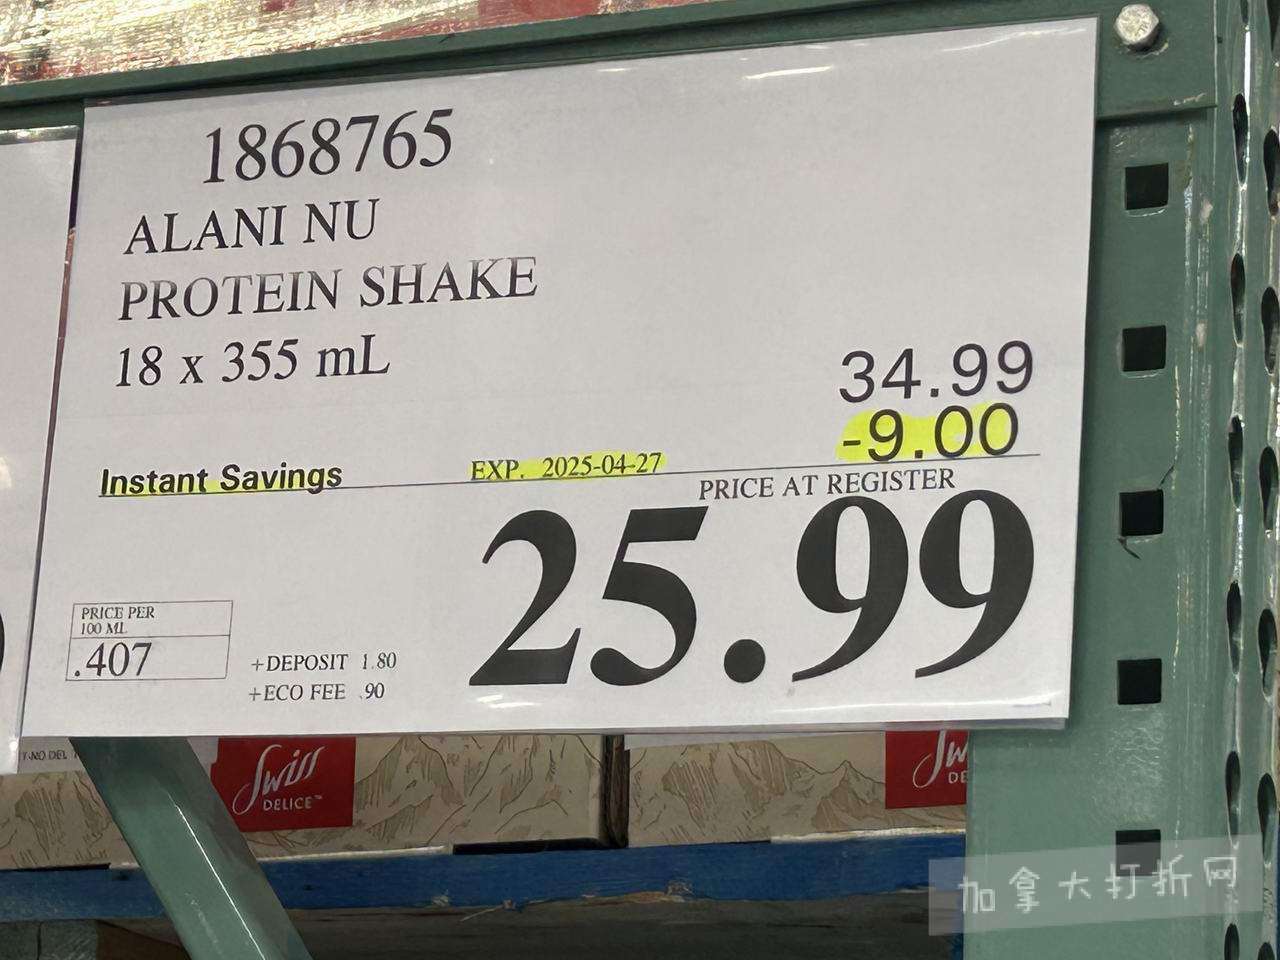 1868765
ALANI NU
PROTEIN SHAKE
18 x 355 mL
34.99
-9.00
Instant Savings
EXP. 2025-04-27
PRICE AT REGISTER
25.99
PRICE PER
100 ML
.407
+DEPOSIT 1.80
+ECO FEE .90
Swiss
DELICE™
加拿大打折网